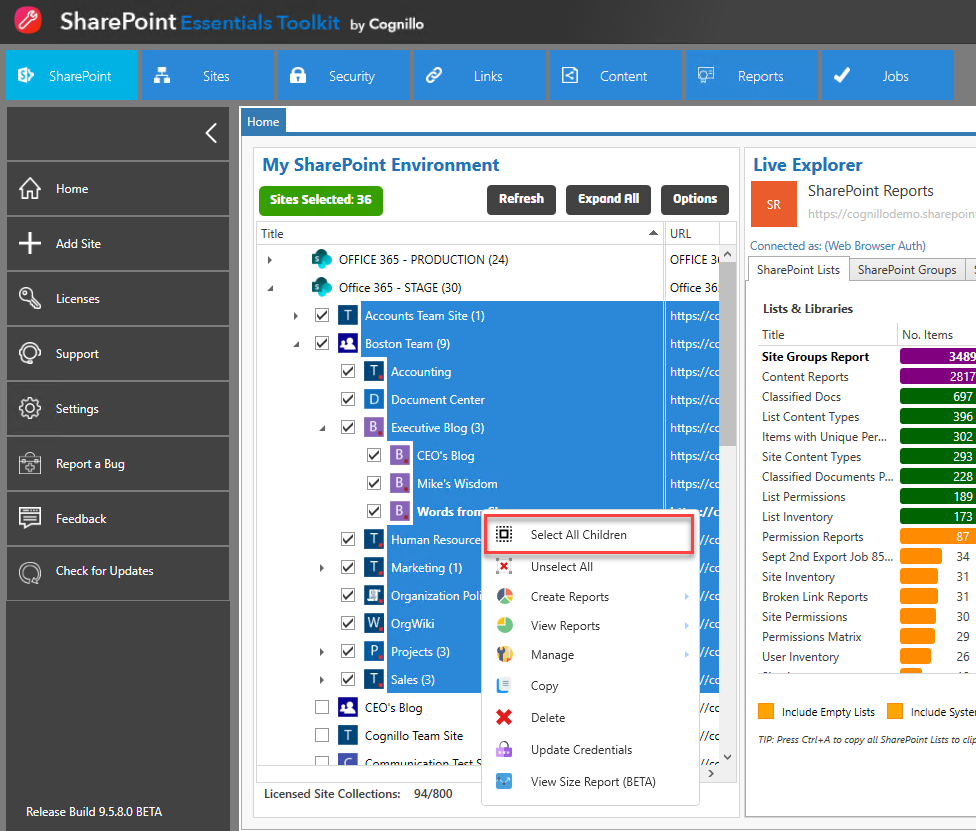 SharePoint Essentials Toolkit by Cognillo
SharePoint
Sites
Security
Links
Content
Reports
Jobs
Home
Add Site
Licenses
Support
Settings
Report a Bug
Feedback
Check for Updates
Release Build 9.5.8.0 BETA
Home
My SharePoint Environment
Sites Selected: 36
Refresh
Expand All
Options
Title URL
OFFICE 365 - PRODUCTION (24) OFFICE 3
Office 365 - STAGE (30) Office 365
T Accounts Team Site (1) https://co
Boston Team (9) https://co
T Accounting https://co
D Document Center https://co
B Executive Blog (3) https://co
B CEO's Blog https://co
B Mike's Wisdom https://co
B Words from
T Human Resource
T Marketing (1)
Organization Poli
W OrgWiki
P Projects (3)
T Sales (3)
CEO's Blog
T Cognillo Team Site
C Communication Test S
Licensed Site Collections: 94/800
Select All Children
Unselect All
Create Reports
View Reports
Manage
Copy
Delete
Update Credentials
View Size Report (BETA)
Live Explorer
SR
SharePoint Reports
https://cognillodemo.sharepoin
Connected as: (Web Browser Auth)
SharePoint Lists
SharePoint Groups
Lists & Libraries
Title No. Items
Site Groups Report 3489
Content Reports 2817
Classified Docs 697
List Content Types 396
Items with Unique Per... 302
Site Content Types 293
Classified Documents P... 228
List Permissions 189
List Inventory 173
Permission Reports 87
Sept 2nd Export Job 85... 34
Site Inventory 31
Broken Link Reports 31
Site Permissions 30
Permissions Matrix 29
User Inventory 26
Include Empty Lists
Include Syste
TIP: Press Ctrl+A to copy all SharePoint Lists to clip